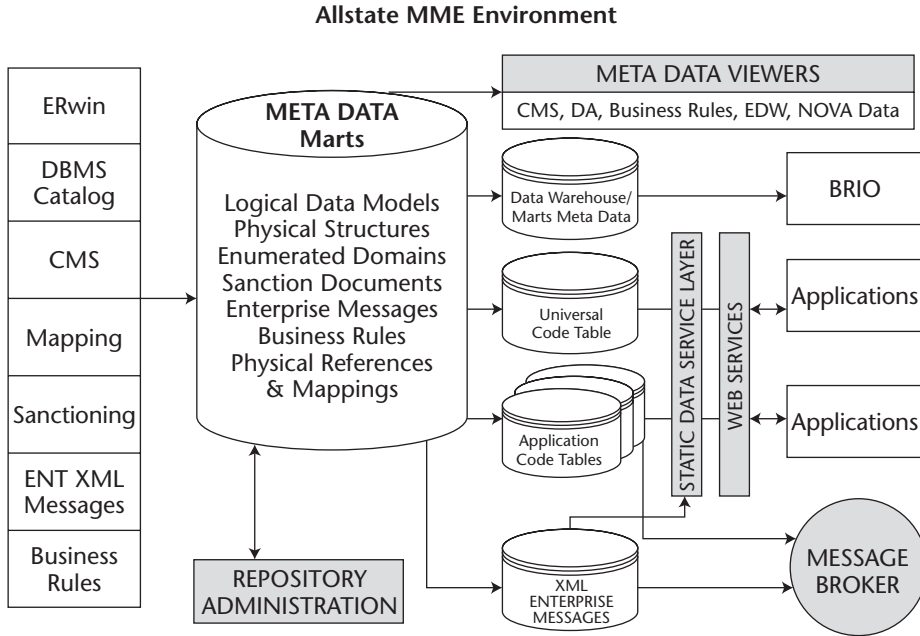 Allstate MME Environment
ERwin
DBMS
Catalog
CMS
Mapping
Sanctioning
ENT XML
Messages
Business
Rules
META DATA
Marts
Logical Data Models
Physical Structures
Enumerated Domains
Sanction Documents
Enterprise Messages
Business Rules
Physical References
& Mappings
REPOSITORY
ADMINISTRATION
META DATA VIEWERS
CMS, DA, Business Rules, EDW, NOVA Data
Data Warehouse/
Marts Meta Data
BRIO
Universal
Code Table
Application
Code Tables
XML
ENTERPRISE
MESSAGES
STATIC DATA SERVICE LAYER
WEB SERVICES
Applications
Applications
MESSAGE
BROKER